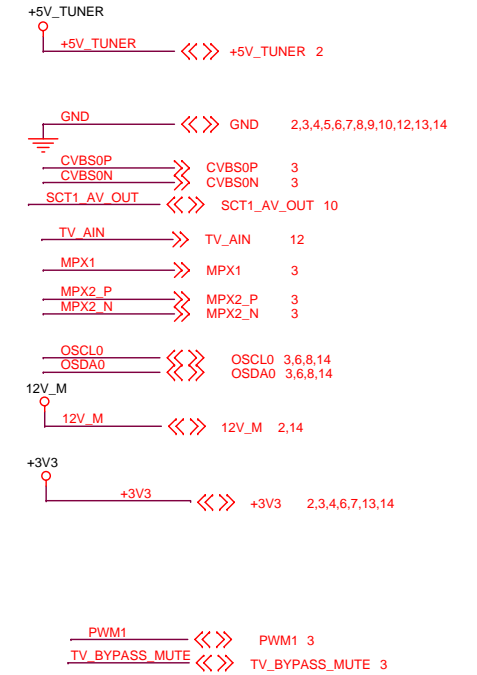 +5V_TUNER
+5V_TUNER +5V_TUNER 2
GND GND 2,3,4,5,6,7,8,9,10,12,13,14
CVBS0P CVBS0P 3
CVBS0N CVBS0N 3
SCT1_AV_OUT SCT1_AV_OUT 10
TV_AIN TV_AIN 12
MPX1 MPX1 3
MPX2_P MPX2_P 3
MPX2_N MPX2_N 3
OSCL0 OSCL0 3,6,8,14
OSDA0 OSDA0 3,6,8,14
12V_M
12V_M 12V_M 2,14
+3V3
+3V3 +3V3 2,3,4,6,7,13,14
PWM1 PWM1 3
TV_BYPASS_MUTE TV_BYPASS_MUTE 3